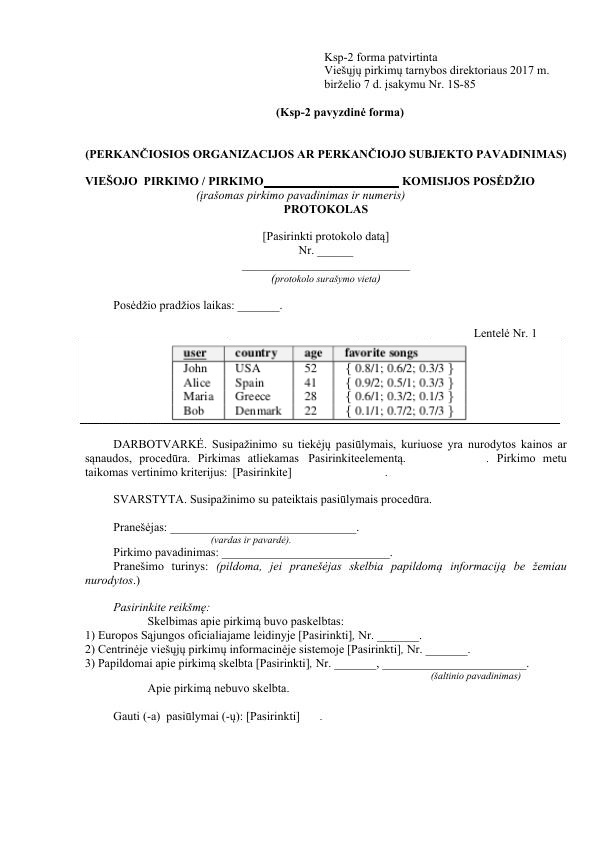 Ksp-2 forma patvirtinta
Viešųjų pirkimų tarnybos direktoriaus 2017 m.
birželio 7 d. įsakymu Nr. 1S-85
(Ksp-2 pavyzdinė forma)
(PERKANČIOSIOS ORGANIZACIJOS AR PERKANČIOJO SUBJEKTO PAVADINIMAS)
VIEŠOJO PIRKIMO / PIRKIMO______________________ KOMISIJOS POSĖDŽIO
(įrašomas pirkimo pavadinimas ir numeris)
PROTOKOLAS
[Pasirinkti protokolo datą]
Nr. ______
____________________________
(protokolo surašymo vieta)
Posėdžio pradžios laikas: _______.
Lentelė Nr. 1
user country age favorite songs
John USA 52 { 0.8/1; 0.6/2; 0.3/3 }
Alice Spain 41 { 0.9/2; 0.5/1; 0.3/3 }
Maria Greece 28 { 0.6/1; 0.3/2; 0.1/3 }
Bob Denmark 22 { 0.1/1; 0.7/2; 0.7/3 }
DARBOTVARKĖ. Susipažinimo su tiekėjų pasiūlymais, kuriuose yra nurodytos kainos ar
sąnaudos, procedūra. Pirkimas atliekamas Pasirinkiteelementą. . Pirkimo metu
taikomas vertinimo kriterijus: [Pasirinkite] .
SVARSTYTA. Susipažinimo su pateiktais pasiūlymais procedūra.
Pranešėjas: _______________________________.
(vardas ir pavardė).
Pirkimo pavadinimas: ____________________________.
Pranešimo turinys: (pildoma, jei pranešėjas skelbia papildomą informaciją be žemiau
nurodytos.)
Pasirinkite reikšmę:
Skelbimas apie pirkimą buvo paskelbtas:
1) Europos Sąjungos oficialiajame leidinyje [Pasirinkti], Nr. _______.
2) Centrinėje viešųjų pirkimų informacinėje sistemoje [Pasirinkti], Nr. _______.
3) Papildomai apie pirkimą skelbta [Pasirinkti], Nr. _______, ________________________.
(šaltinio pavadinimas)
Apie pirkimą nebuvo skelbta.
Gauti (-a) pasiūlymai (-ų): [Pasirinkti] .